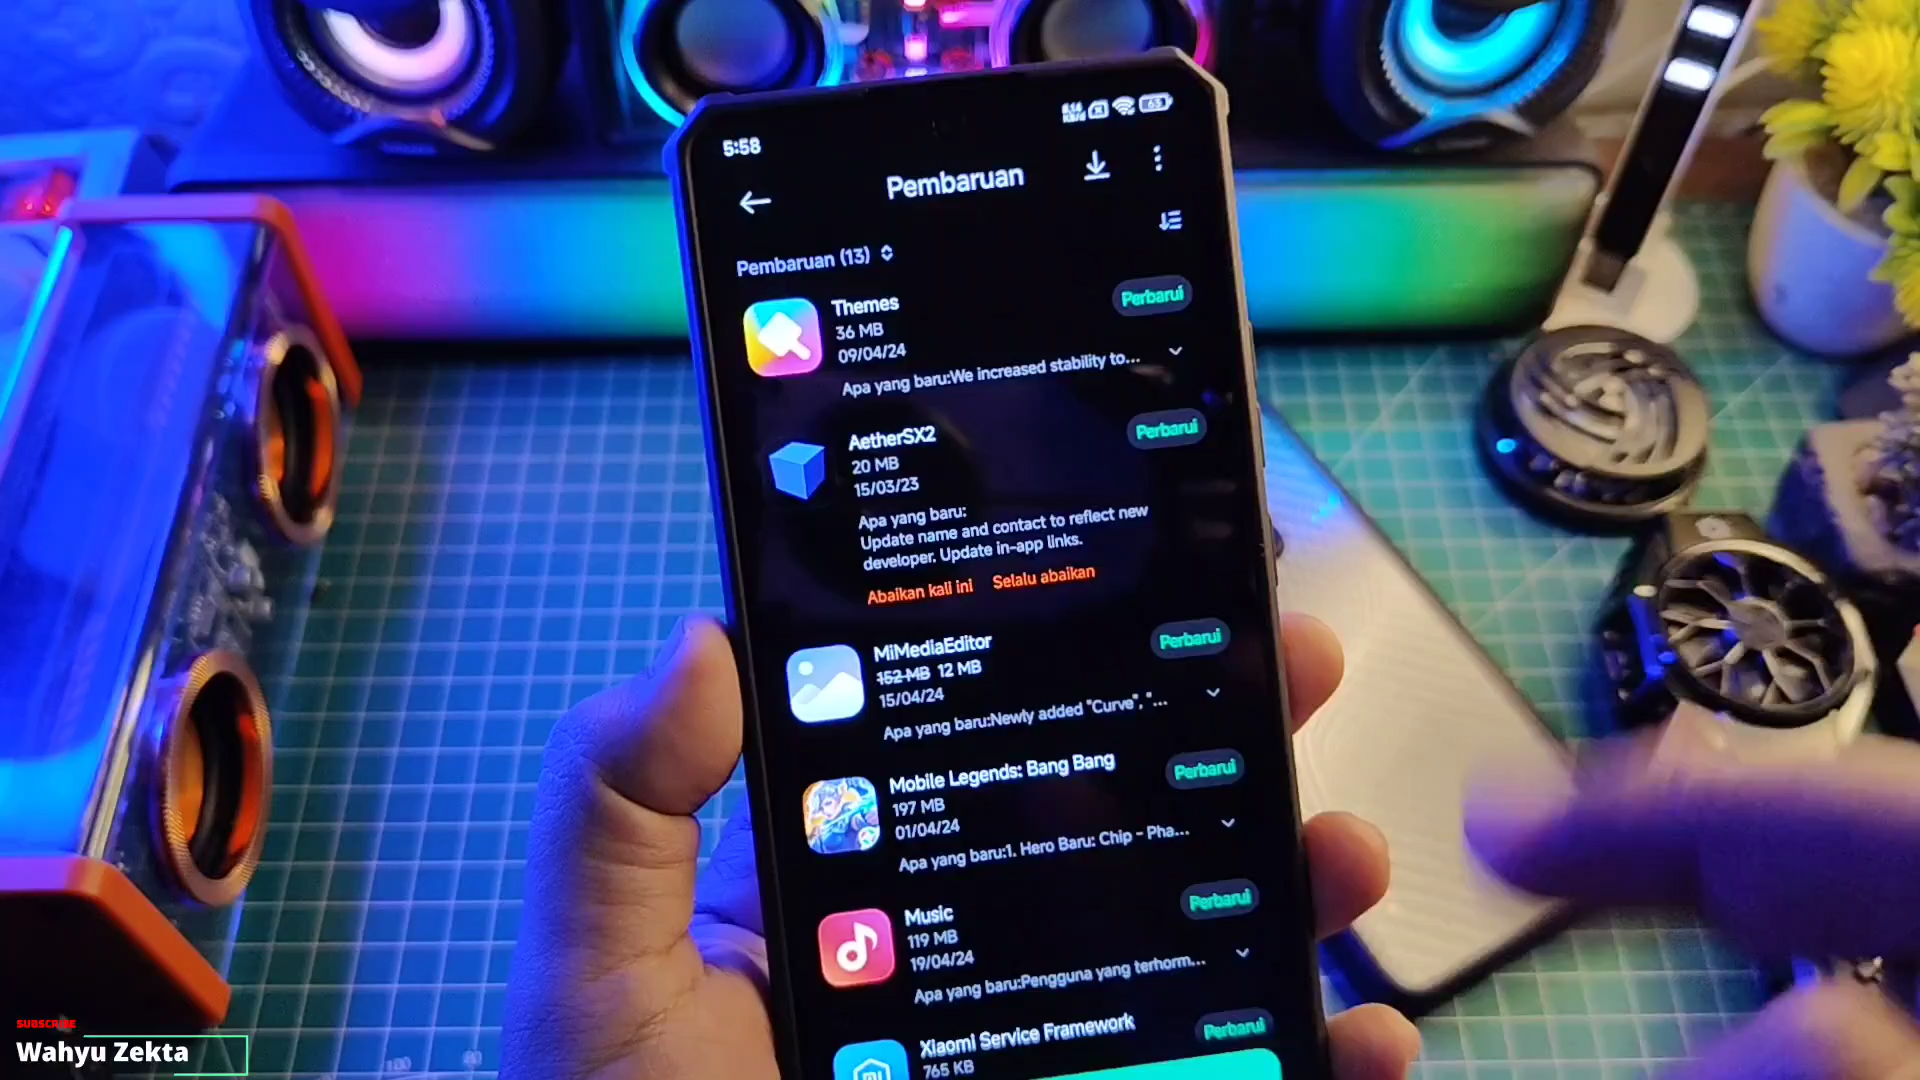 5:58
63
Pembaruan
Pembaruan (13)
Themes
36 MB
09/04/24
Apa yang baru:We increased stability to...
Perbarui
AetherSX2
20 MB
15/03/23
Apa yang baru:
Update name and contact to reflect new
developer. Update in-app links.
Abaikan kali ini Selalu abaikan
Perbarui
MiMediaEditor
152 MB 12 MB
15/04/24
Apa yang baru:Newly added "Curve", "...
Perbarui
Mobile Legends: Bang Bang
197 MB
01/04/24
Apa yang baru:1. Hero Baru: Chip - Pha...
Perbarui
Music
119 MB
19/04/24
Apa yang baru:Pengguna yang terhorm...
Perbarui
Xiaomi Service Framework
765 KB
Perbarui
SUBSCRIBE
Wahyu Zekta